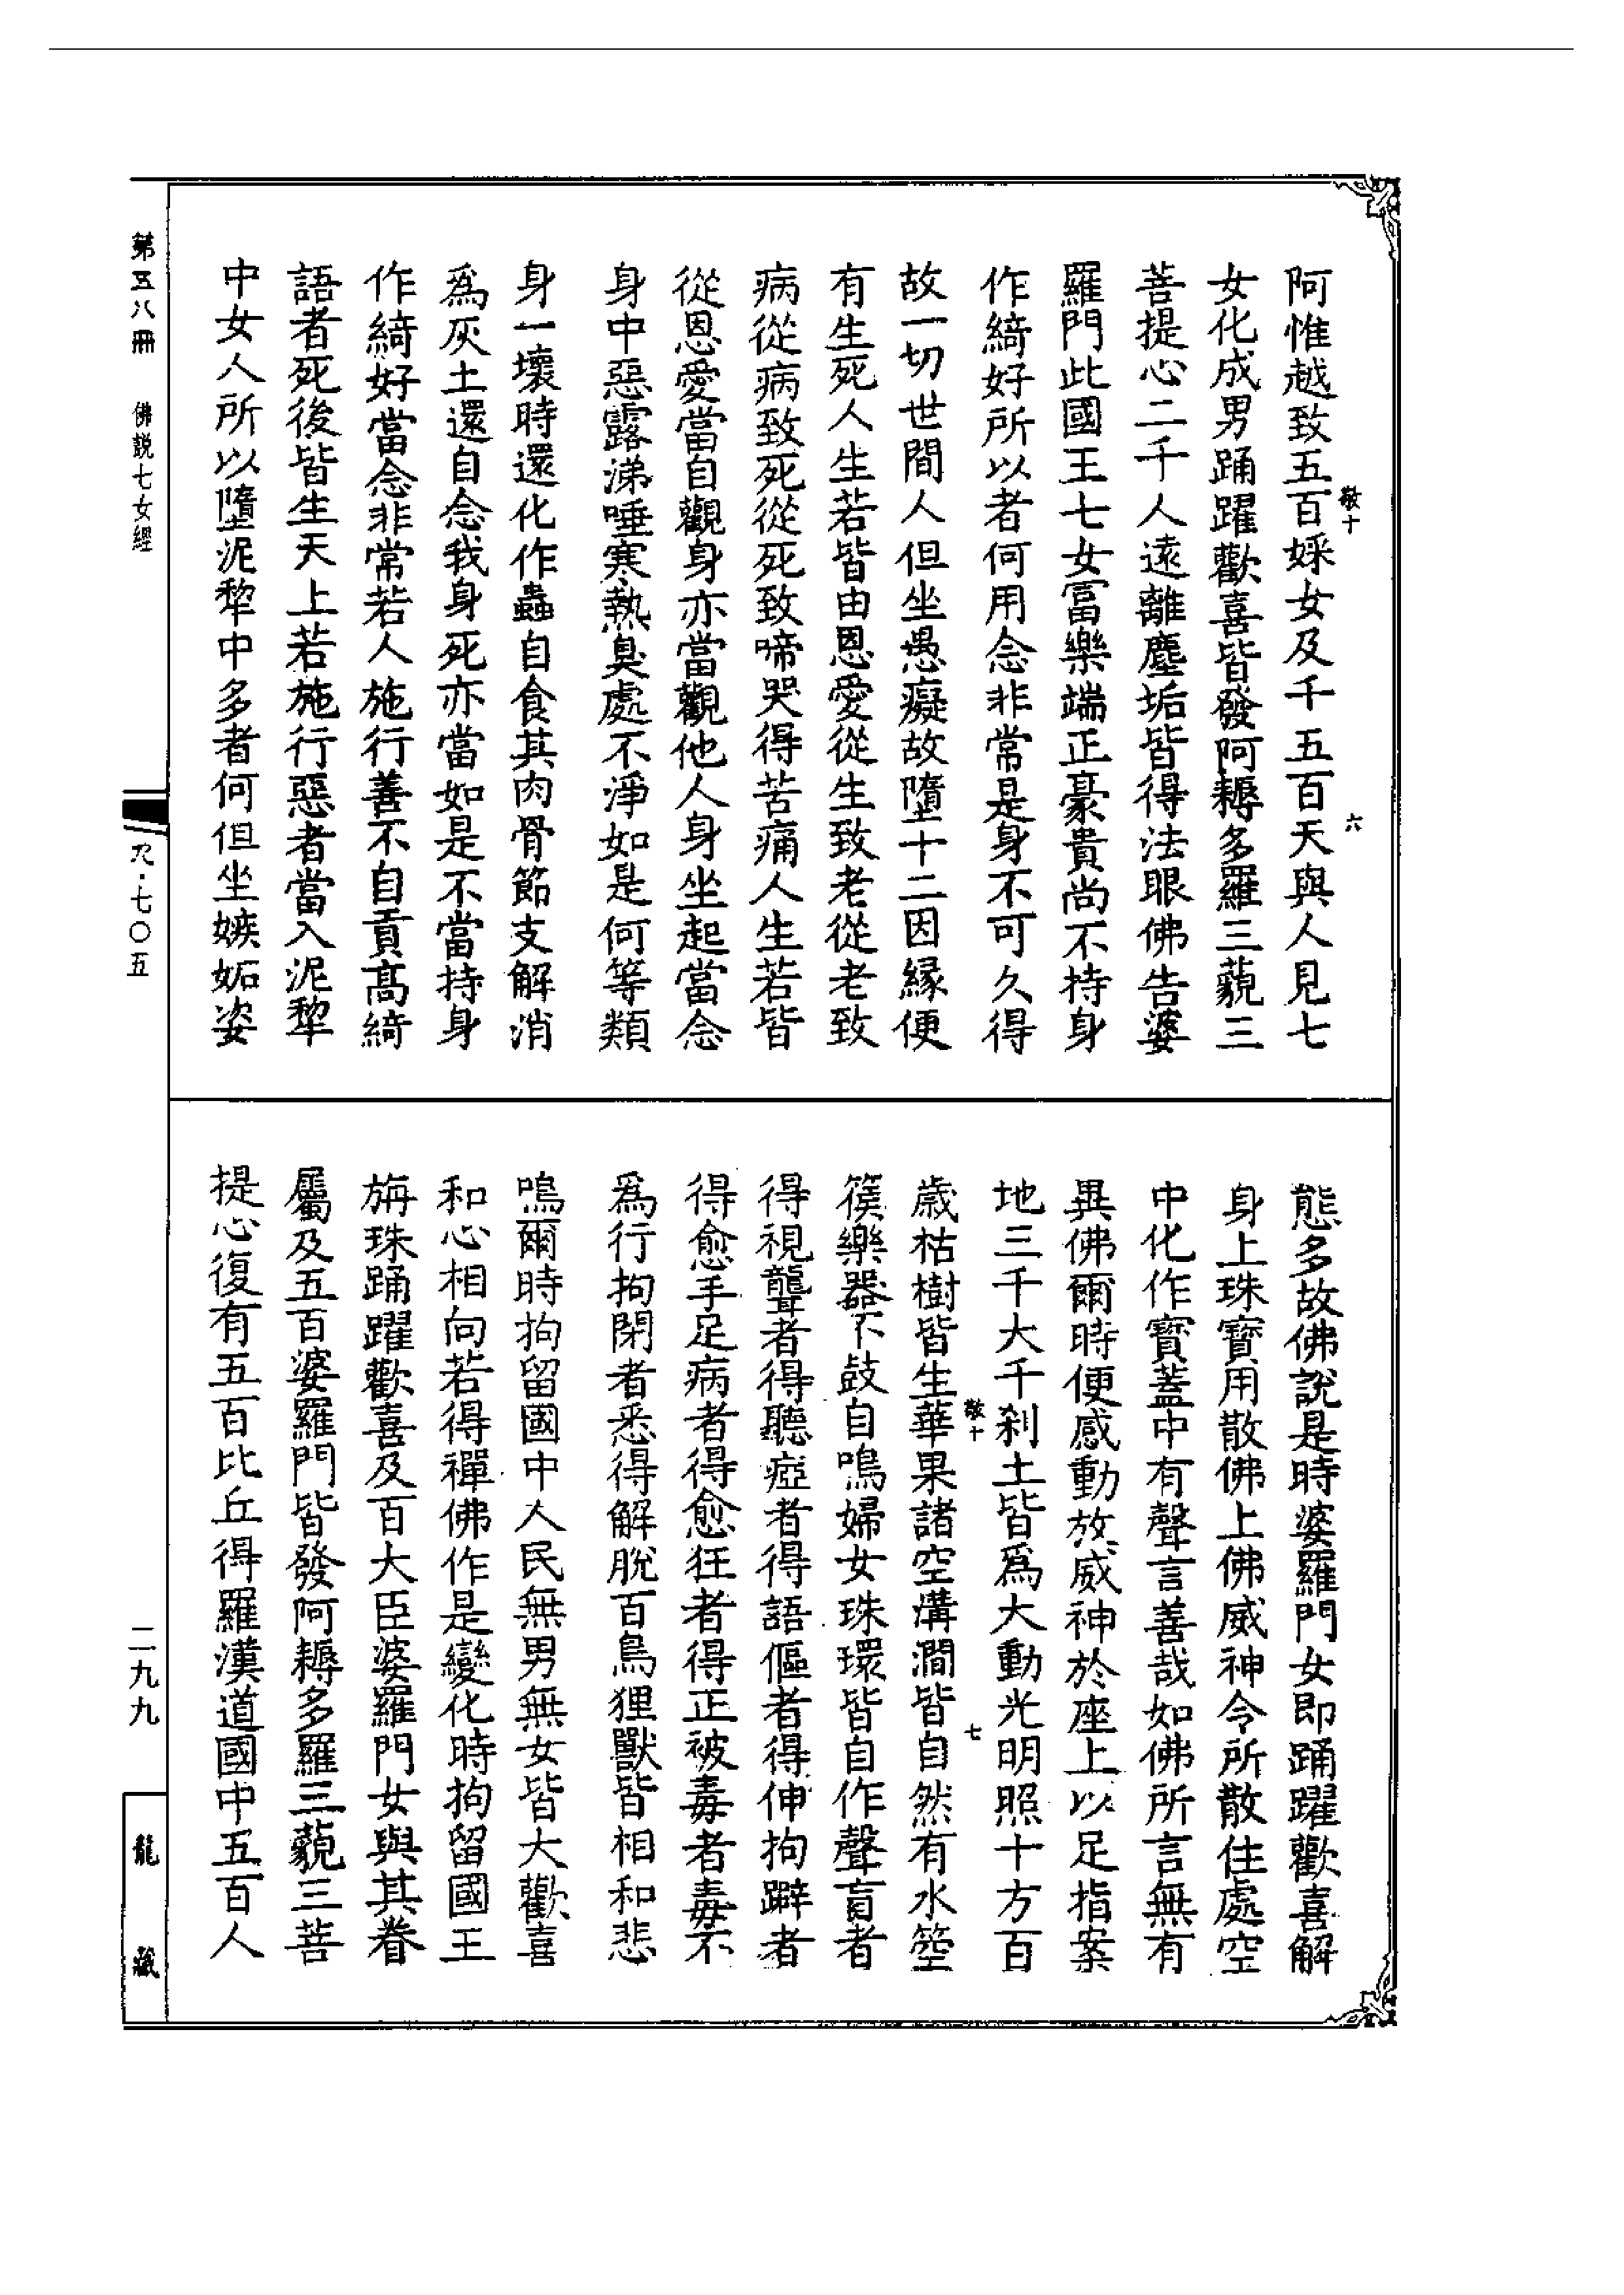 敬十
六
阿惟越致五百婇女及千五百天與人見七
女化成男踊躍歡喜皆發阿耨多羅三藐三
菩提心二千人遠離塵垢皆得法眼佛告婆
羅門此國王七女富樂端正豪貴尚不持身
作綺好所以者何用念非常是身不可久得
故一切世間人但坐愚癡故墮十二因緣便
有生死人生若皆由恩愛從生致老從老致
病從病致死從死致啼哭得苦痛人生若皆
從恩愛當自觀身亦當觀他人身坐起當念
身中惡露涕唾寒熱臭處不淨如是何等類
身一壞時還化作蟲自食其肉骨節支解消
為灰土還自念我身死亦當如是不當持身
作綺好當念非常若人施行善不自貢高綺
語者死後皆生天上若施行惡者當入泥犂
中女人所以墮泥犂中多者何但坐嫉妬姿
態多故佛說是時婆羅門女即踊躍歡喜解
身上珠寶用散佛上佛威神令所散住處空
中化作寶蓋中有聲言善哉如佛所言無有
異佛爾時便感動放威神於座上以足指案
地三千大千剎土皆為大動光明照十方百
敬十
七
歲枯樹皆生華果諸空溝澗皆自然有水箜
篌樂器不鼓自鳴婦女珠環皆自作聲盲者
得視聾者得聽瘂者得語傴者得伸拘躃者
得愈手足病者得愈狂者得正被毒者毒不
為行拘閉者悉得解脫百鳥狸獸皆相和悲
鳴爾時拘留國中人民無男無女皆大歡喜
和心相向若得禪佛作是變化時拘留國王
旃珠踊躍歡喜及百大臣婆羅門女與其眷
屬及五百婆羅門皆發阿耨多羅三藐三菩
提心復有五百比丘得羅漢道國中五百人
第五八冊
佛説七女經
七〇五
二九九
龍藏